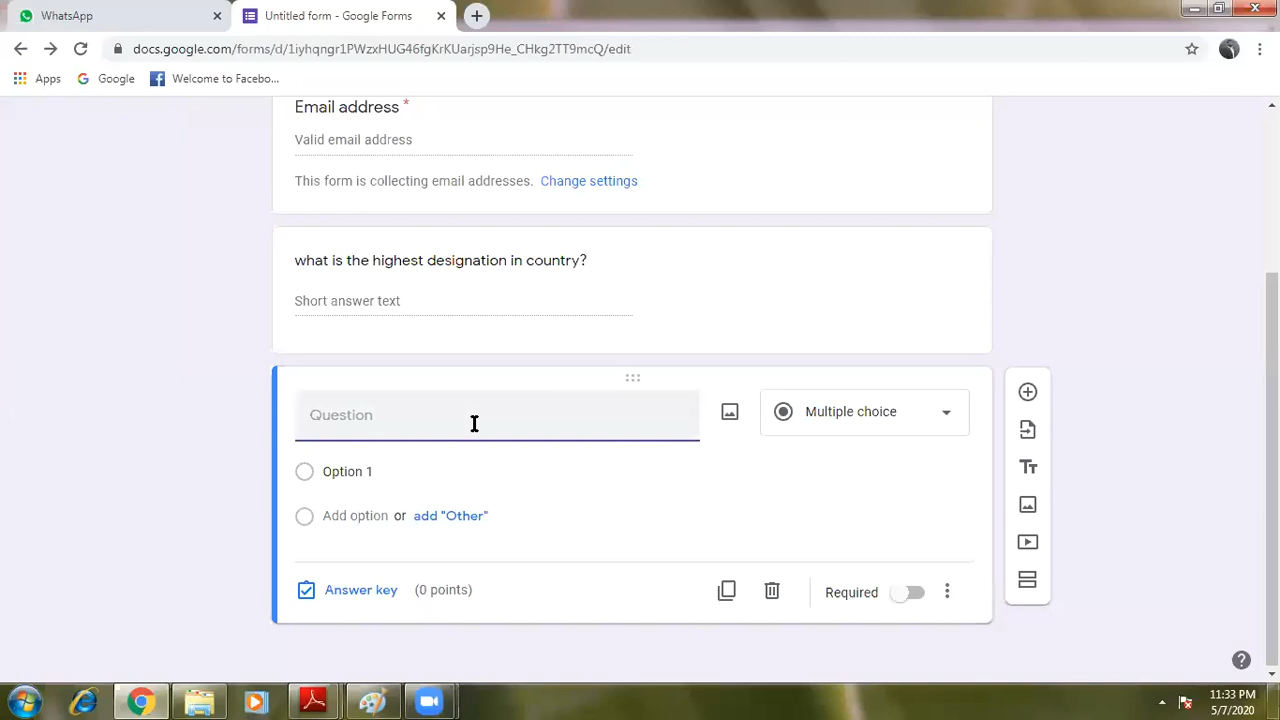 WhatsApp
Untitled form - Google Forms
docs.google.com/forms/d/1iyhqngr1PWzxHUG46fgKrKUarjsp9He_CHkg2TT9mcQ/edit
Apps
Google
Welcome to Facebo...
Email address *
Valid email address
This form is collecting email addresses. Change settings
what is the highest designation in country?
Short answer text
Question
Multiple choice
Option 1
Add option or add "Other"
Answer key (0 points)
Required
11:33 PM
5/7/2020